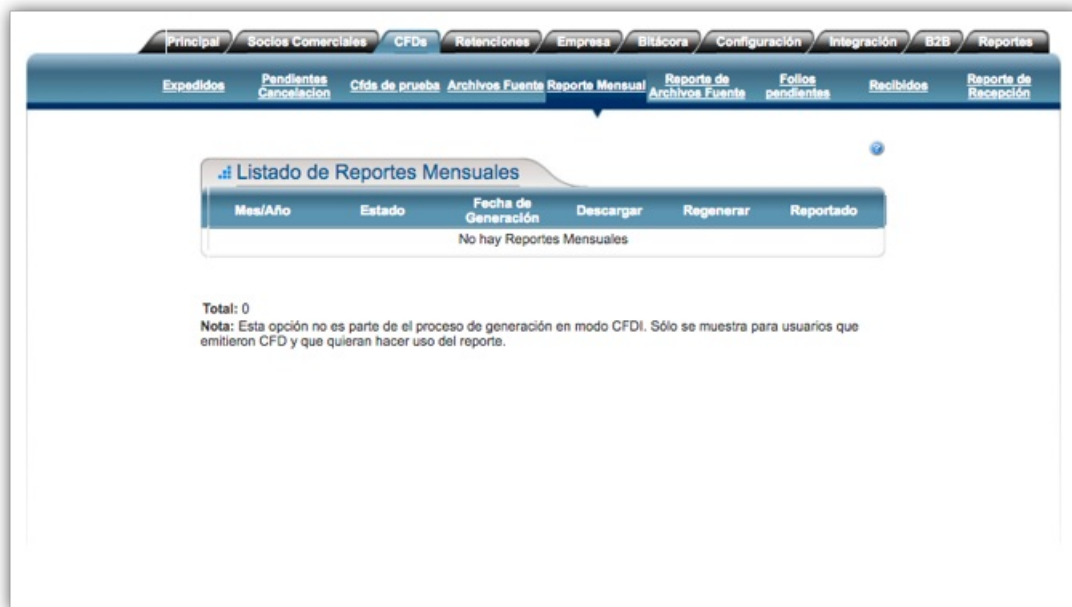 Principal Socios Comerciales CFDs Retenciones Empresa Bitácora Configuración Integración B2B Reportes
Expedidos Pendientes Cancelacion Cfds de prueba Archivos Fuente Reporte Mensual Reporte de Archivos Fuente Folios pendientes Recibidos Reporte de Recepción
Listado de Reportes Mensuales
Mes/Año Estado Fecha de Generación Descargar Regenerar Reportado
No hay Reportes Mensuales
Total: 0
Nota: Esta opción no es parte de el proceso de generación en modo CFDI. Sólo se muestra para usuarios que
emitieron CFD y que quieran hacer uso del reporte.